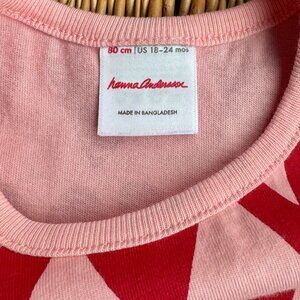 80 cm | US 18-24 mos
hanna andersson
MADE IN BANGLADESH